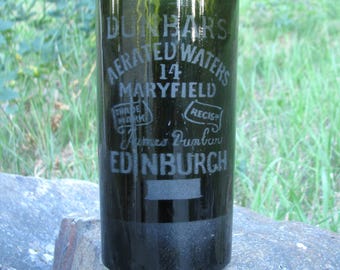 DUNBAR'S
AERATED WATERS
14
MARYFIELD
TRADE MARK REGISD
James Dunbar
EDINBURGH